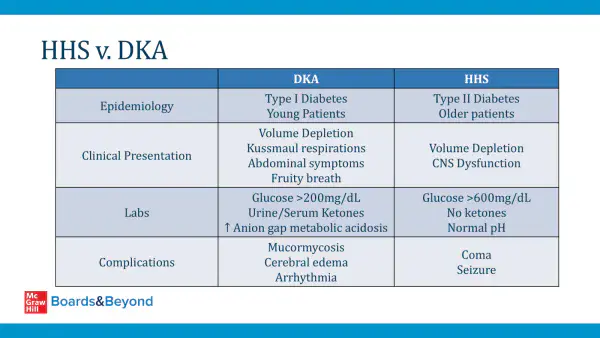 HHS v. DKA
DKA HHS
Epidemiology
Type I Diabetes
Young Patients
Type II Diabetes
Older patients
Clinical Presentation
Volume Depletion
Kussmaul respirations
Abdominal symptoms
Fruity breath
Volume Depletion
CNS Dysfunction
Labs
Glucose >200mg/dL
Urine/Serum Ketones
↑Anion gap metabolic acidosis
Glucose >600mg/dL
No ketones
Normal pH
Complications
Mucormycosis
Cerebral edema
Arrhythmia
Coma
Seizure
Mc
Graw
Hill
Boards&Beyond